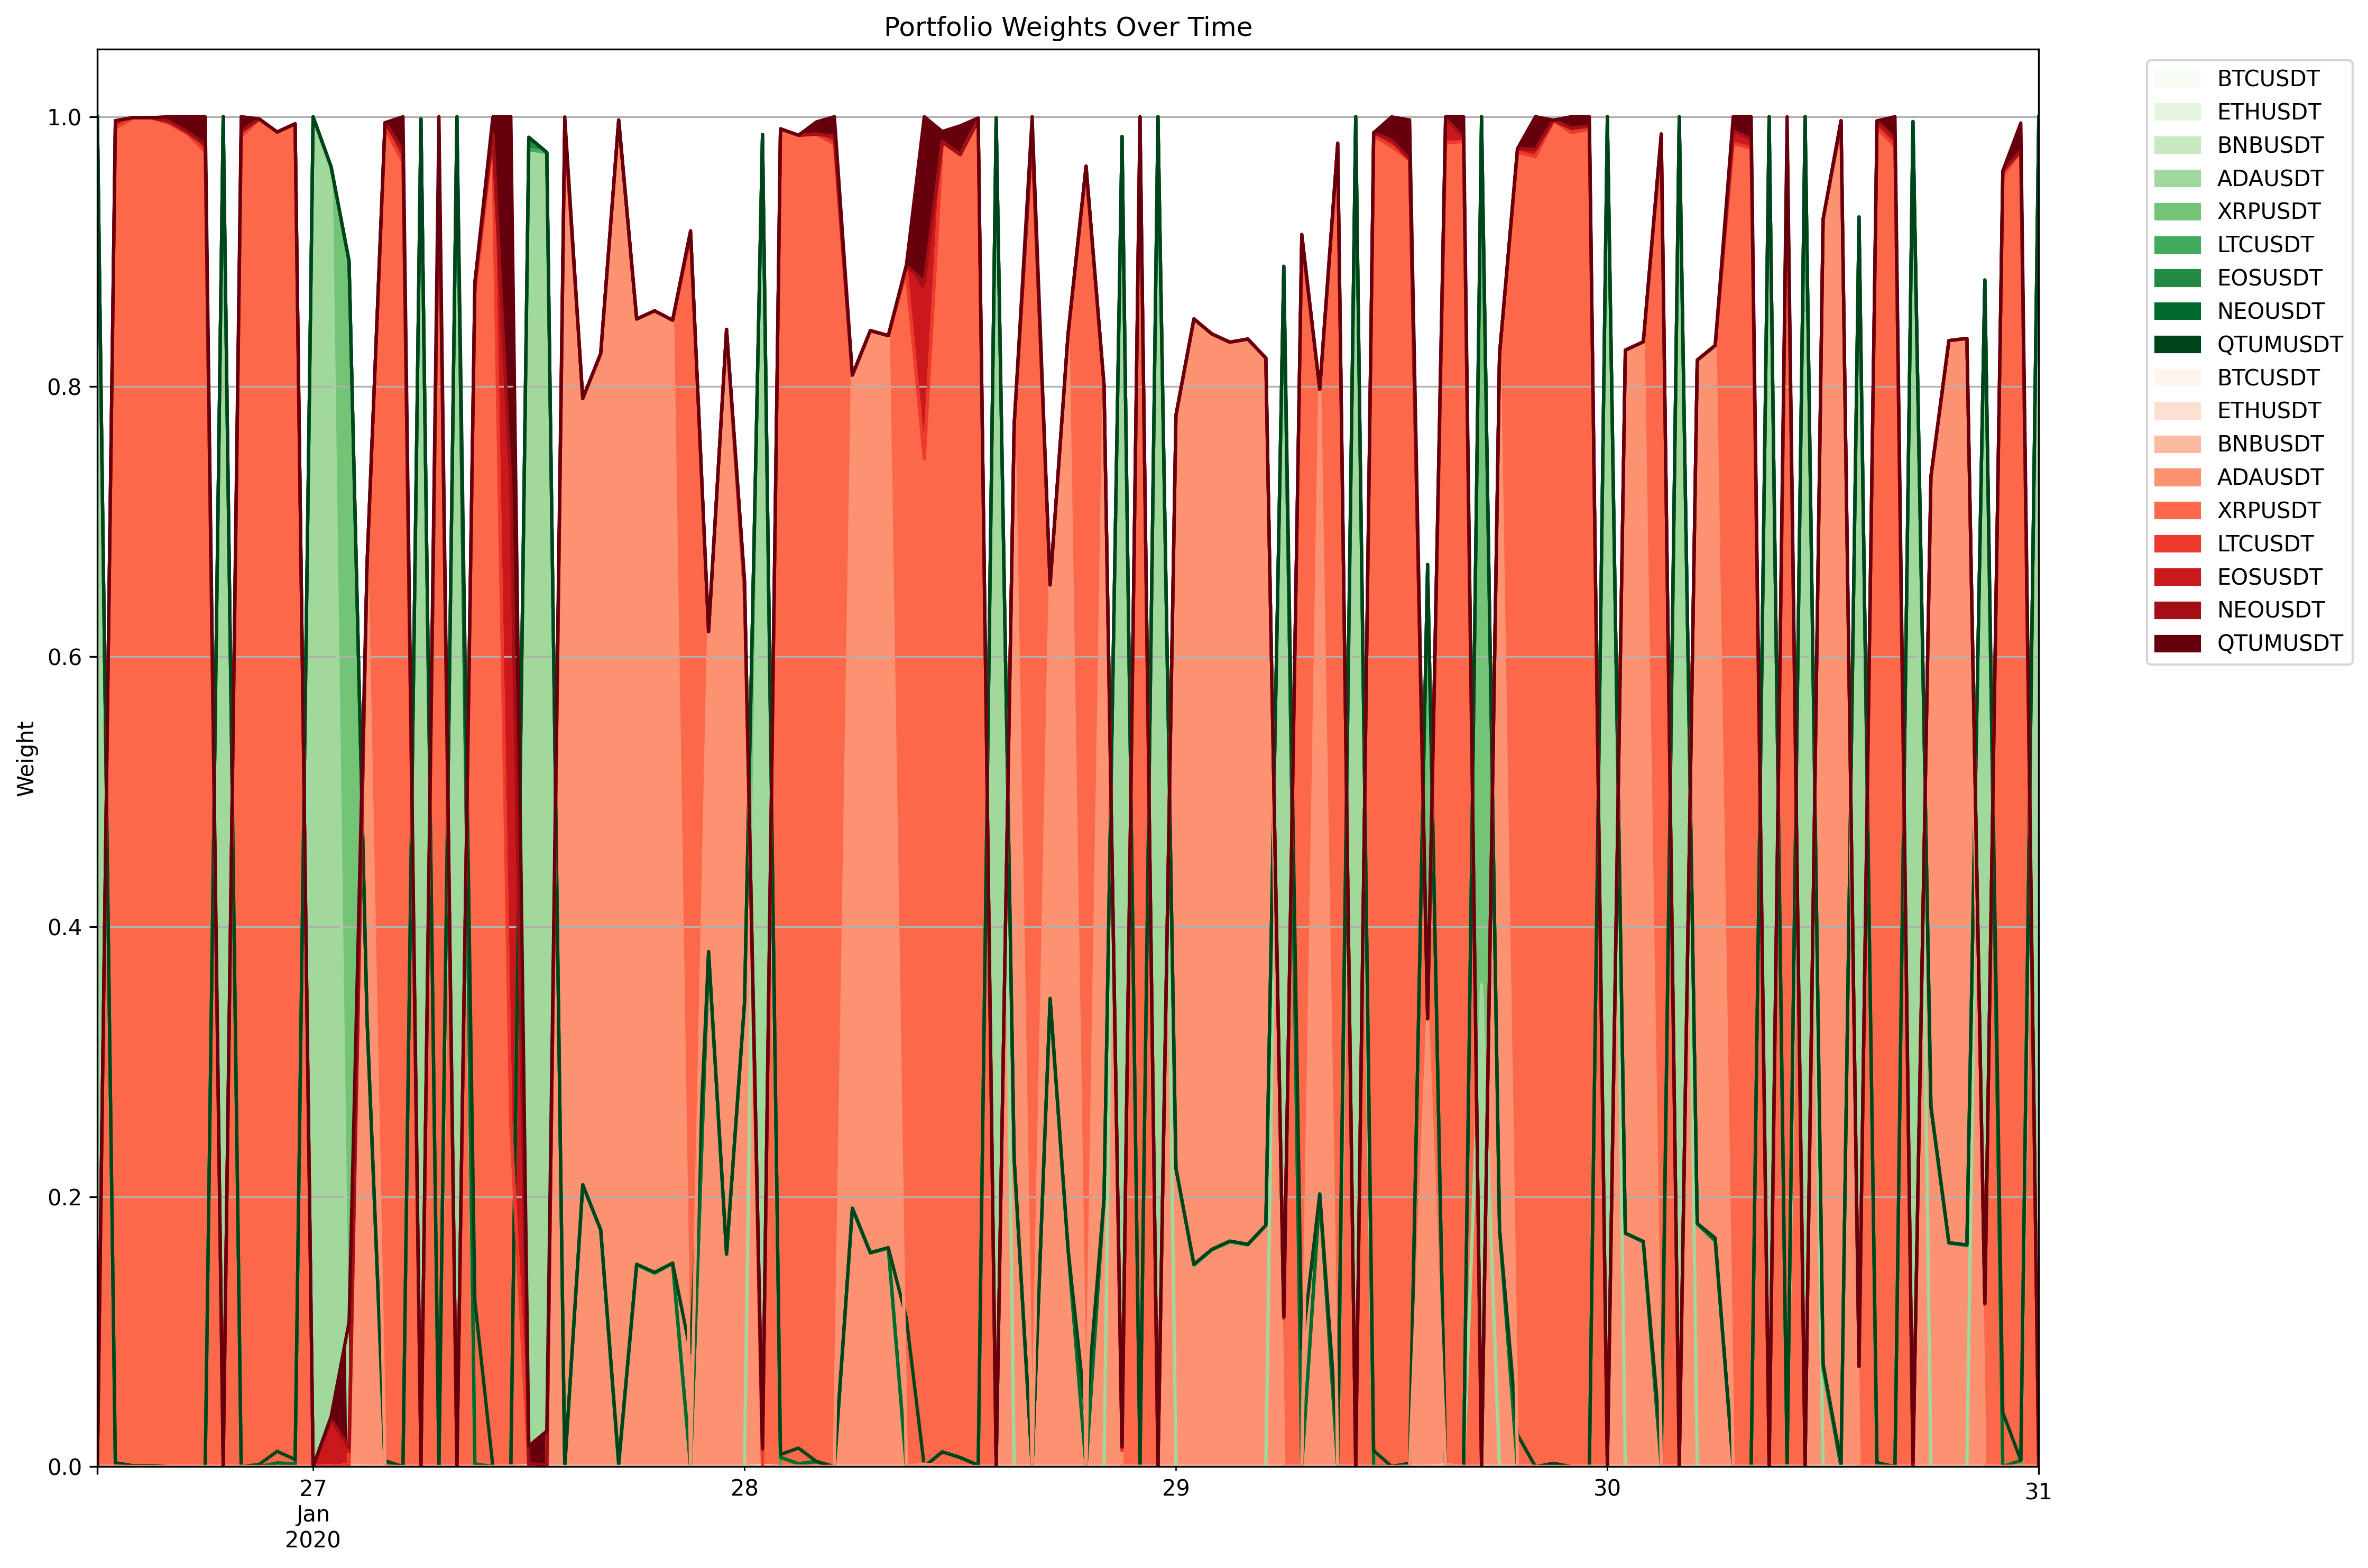 Portfolio Weights Over Time
1.0
0.8
0.6
0.4
0.2
0.0
Weight
27
Jan
2020
28
29
30
31
BTCUSDT
ETHUSDT
BNBUSDT
ADAUSDT
XRPUSDT
LTCUSDT
EOSUSDT
NEOUSDT
QTUMUSDT
BTCUSDT
ETHUSDT
BNBUSDT
ADAUSDT
XRPUSDT
LTCUSDT
EOSUSDT
NEOUSDT
QTUMUSDT